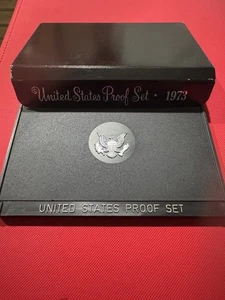 United States Proof Set · 1973
UNITED STATES PROOF SET